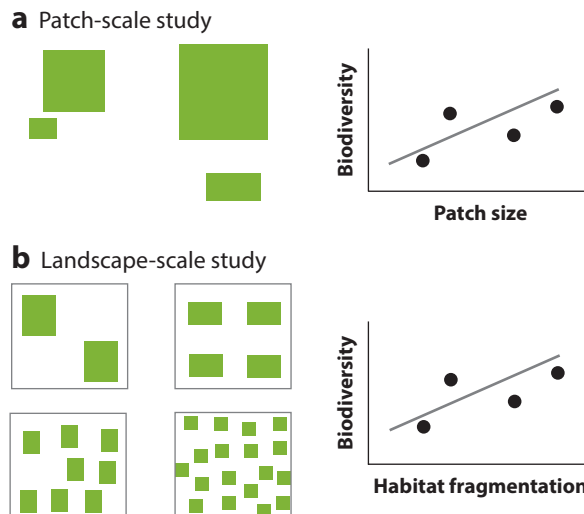 a Patch-scale study
Biodiversity
Patch size
b Landscape-scale study
Biodiversity
Habitat fragmentation